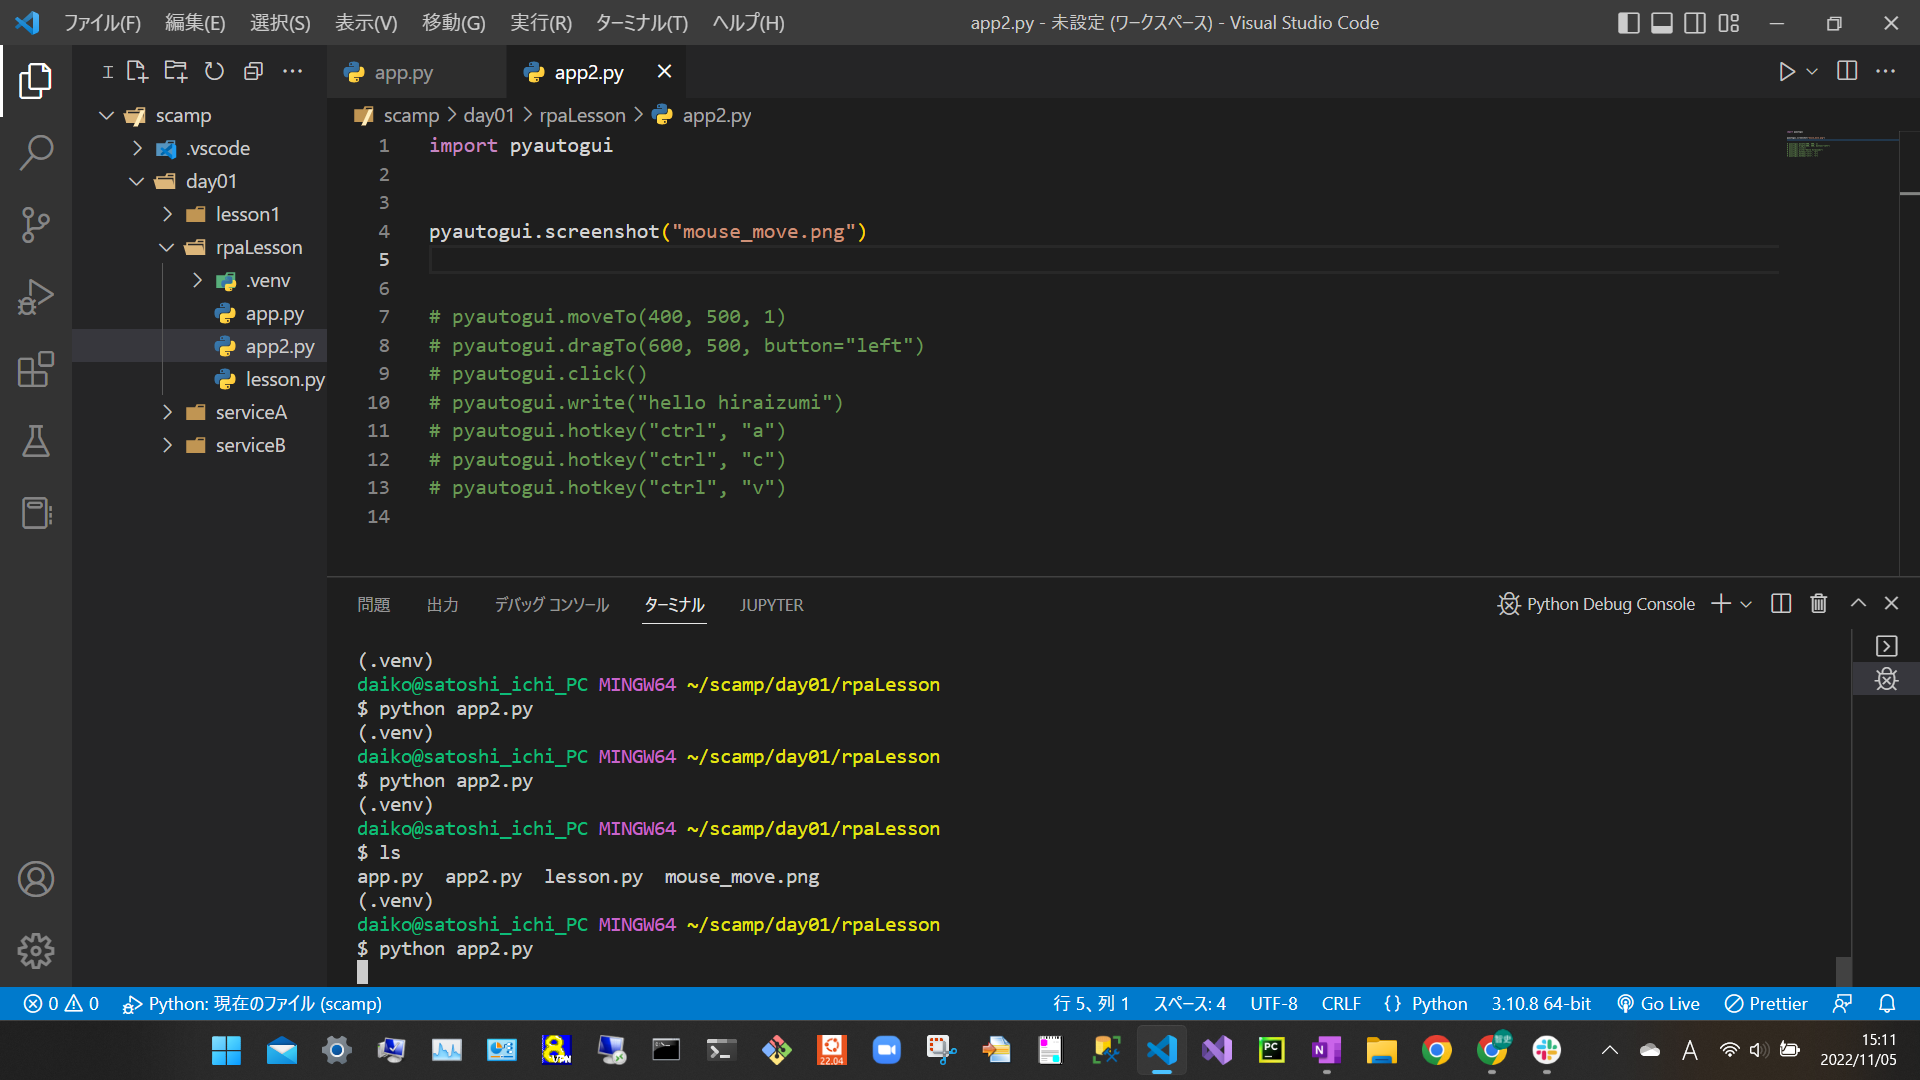 ファイル(F) 編集(E) 選択(S) 表示(V) 移動(G) 実行(R) ターミナル(T) ヘルプ(H) app2.py - 未設定 (ワークスペース) - Visual Studio Code
app.py app2.py
scamp
.vscode
day01
lesson1
rpaLesson
.venv
app.py
app2.py
lesson.py
serviceA
serviceB
scamp > day01 > rpaLesson > app2.py
1 import pyautogui
2
3
4 pyautogui.screenshot("mouse_move.png")
5
6
7 # pyautogui.moveTo(400, 500, 1)
8 # pyautogui.dragTo(600, 500, button="left")
9 # pyautogui.click()
10 # pyautogui.write("hello hiraizumi")
11 # pyautogui.hotkey("ctrl", "a")
12 # pyautogui.hotkey("ctrl", "c")
13 # pyautogui.hotkey("ctrl", "v")
14
問題 出力 デバッグ コンソール ターミナル JUPYTER Python Debug Console
(.venv)
daiko@satoshi_ichi_PC MINGW64 ~/scamp/day01/rpaLesson
$ python app2.py
(.venv)
daiko@satoshi_ichi_PC MINGW64 ~/scamp/day01/rpaLesson
$ python app2.py
(.venv)
daiko@satoshi_ichi_PC MINGW64 ~/scamp/day01/rpaLesson
$ ls
app.py app2.py lesson.py mouse_move.png
(.venv)
daiko@satoshi_ichi_PC MINGW64 ~/scamp/day01/rpaLesson
$ python app2.py
0 0 Python: 現在のファイル (scamp) 行 5、列 1 スペース: 4 UTF-8 CRLF {} Python 3.10.8 64-bit Go Live Prettier
8 VPN 22.04 PC N A 15:11
2022/11/05